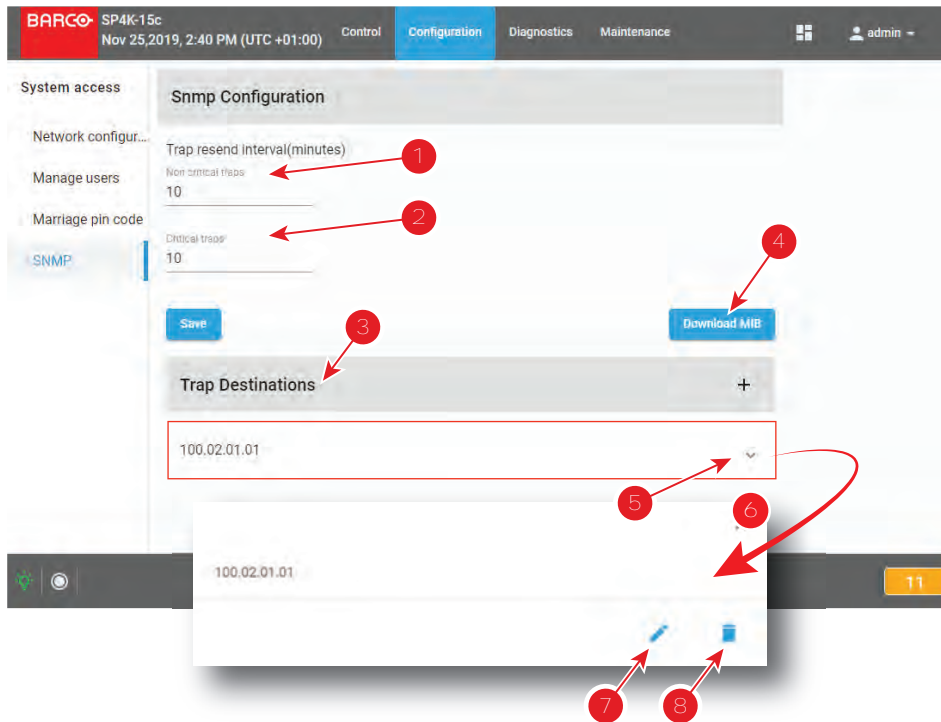 BARCO SP4K-15c
Nov 25,2019, 2:40 PM (UTC +01:00)
Control
Configuration
Diagnostics
Maintenance
admin
System access
Network configur...
Manage users
Marriage pin code
SNMP
Snmp Configuration
Trap resend interval(minutes)
Non critical traps
10
1
Critical traps
10
2
Save
Download MIB
4
3
Trap Destinations
+
100.02.01.01
5
6
100.02.01.01
11
7
8